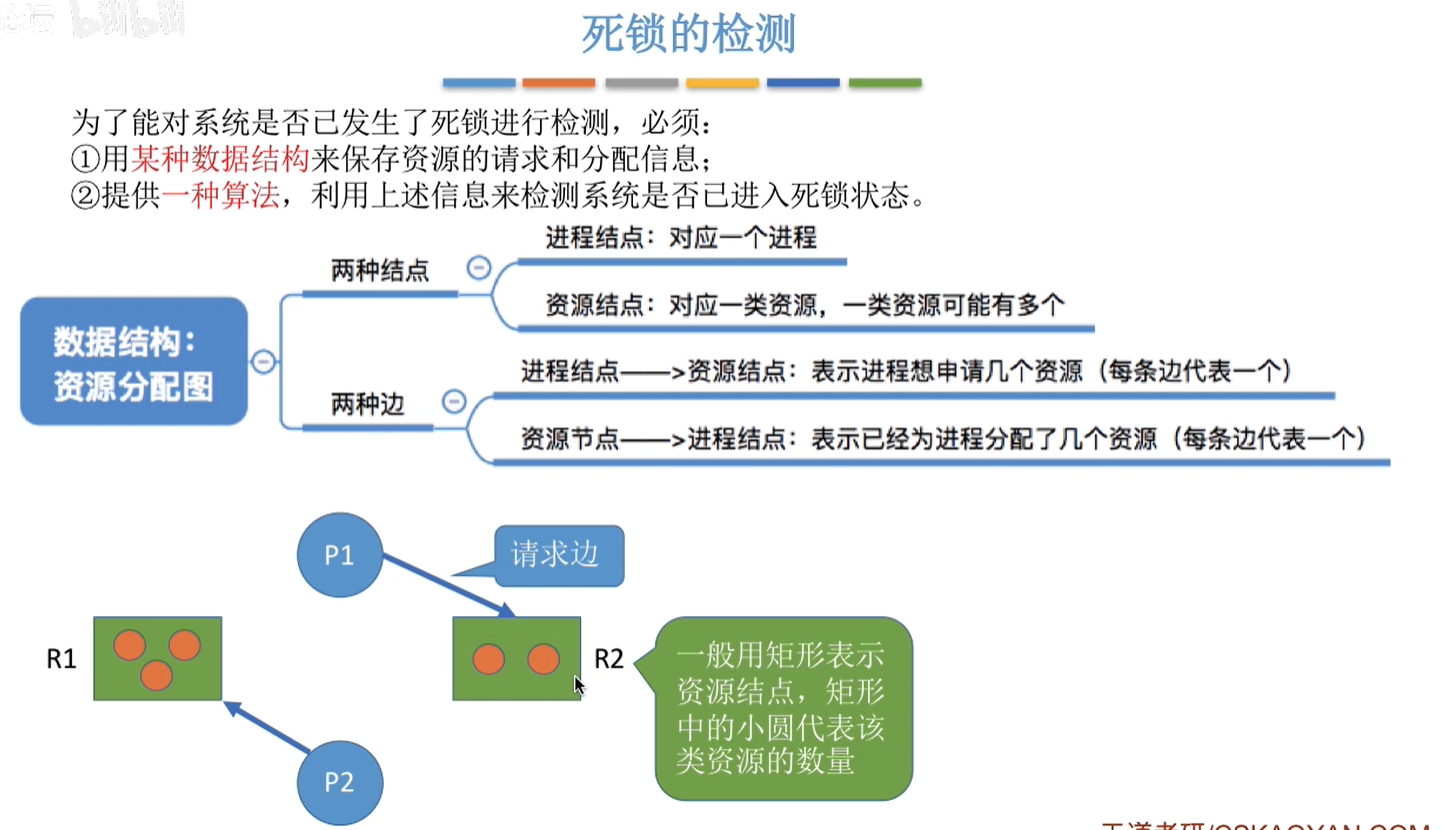 bilibili
死锁的检测
为了能对系统是否已发生了死锁进行检测，必须：
①用某种数据结构来保存资源的请求和分配信息；
②提供一种算法，利用上述信息来检测系统是否已进入死锁状态。
进程结点：对应一个进程
两种结点
资源结点：对应一类资源，一类资源可能有多个
数据结构：
资源分配图
进程结点——>资源结点：表示进程想申请几个资源（每条边代表一个）
两种边
资源节点——>进程结点：表示已经为进程分配了几个资源（每条边代表一个）
P1
请求边
R1
R2
一般用矩形表示
资源结点，矩形
中的小圆代表该
类资源的数量
P2